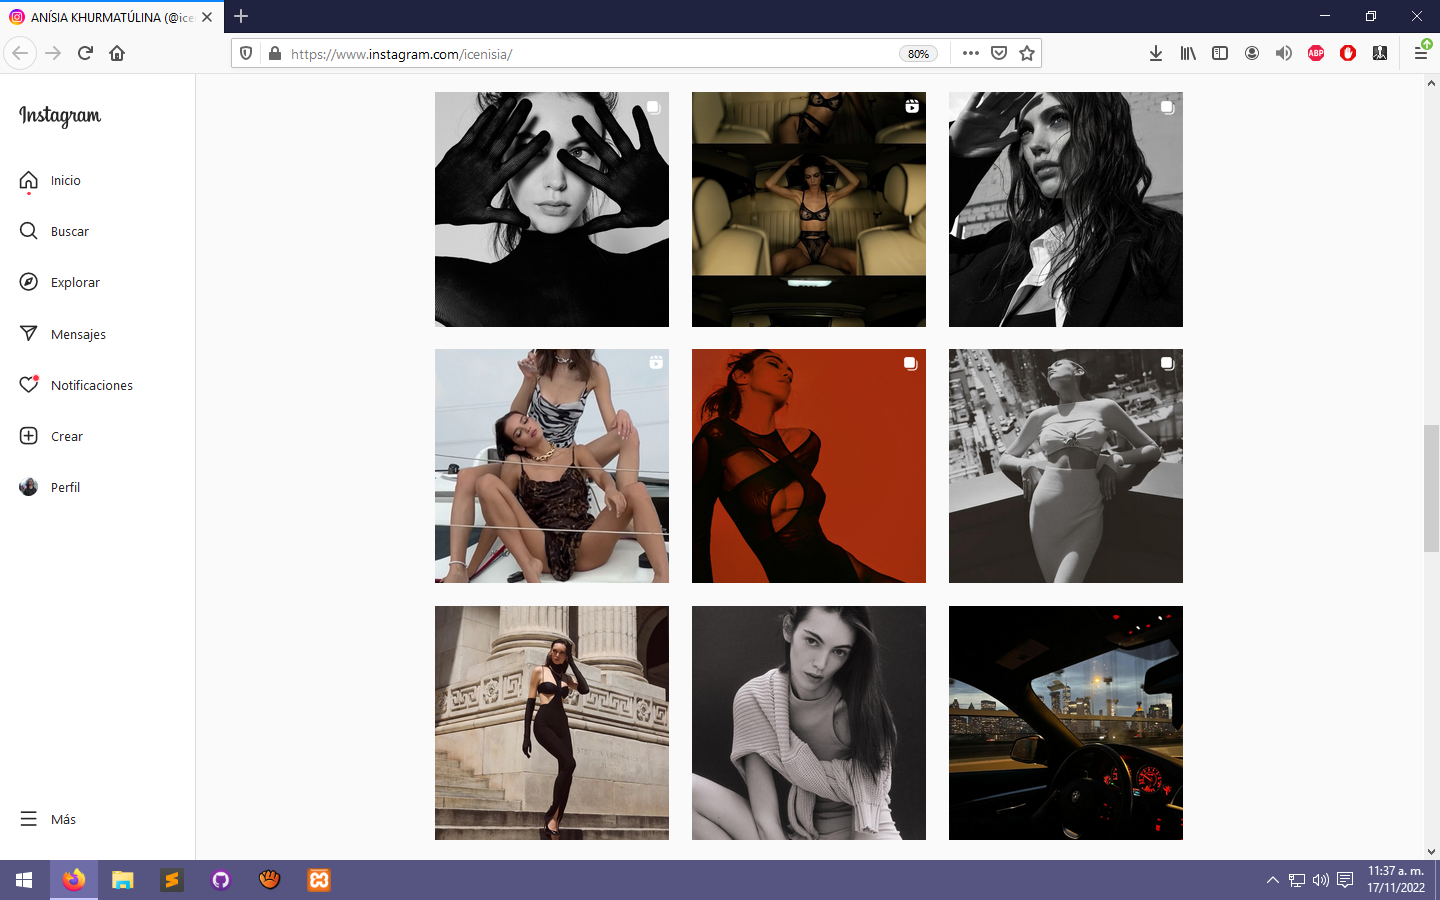 ANÍSIA KHURMATÚLINA (@ice
https://www.instagram.com/icenisia/
80%
ABP
Instagram
Inicio
Buscar
Explorar
Mensajes
Notificaciones
Crear
Perfil
Más
11:37 a. m.
17/11/2022